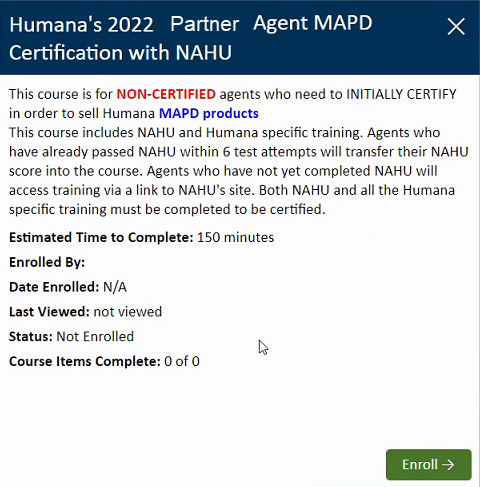 Humana's 2022 Partner Agent MAPD
Certification with NAHU
This course is for NON-CERTIFIED agents who need to INITIALLY CERTIFY
in order to sell Humana MAPD products
This course includes NAHU and Humana specific training. Agents who
have already passed NAHU within 6 test attempts will transfer their NAHU
score into the course. Agents who have not yet completed NAHU will
access training via a link to NAHU's site. Both NAHU and all the Humana
specific training must be completed to be certified.
Estimated Time to Complete: 150 minutes
Enrolled By:
Date Enrolled: N/A
Last Viewed: not viewed
Status: Not Enrolled
Course Items Complete: 0 of 0
Enroll →